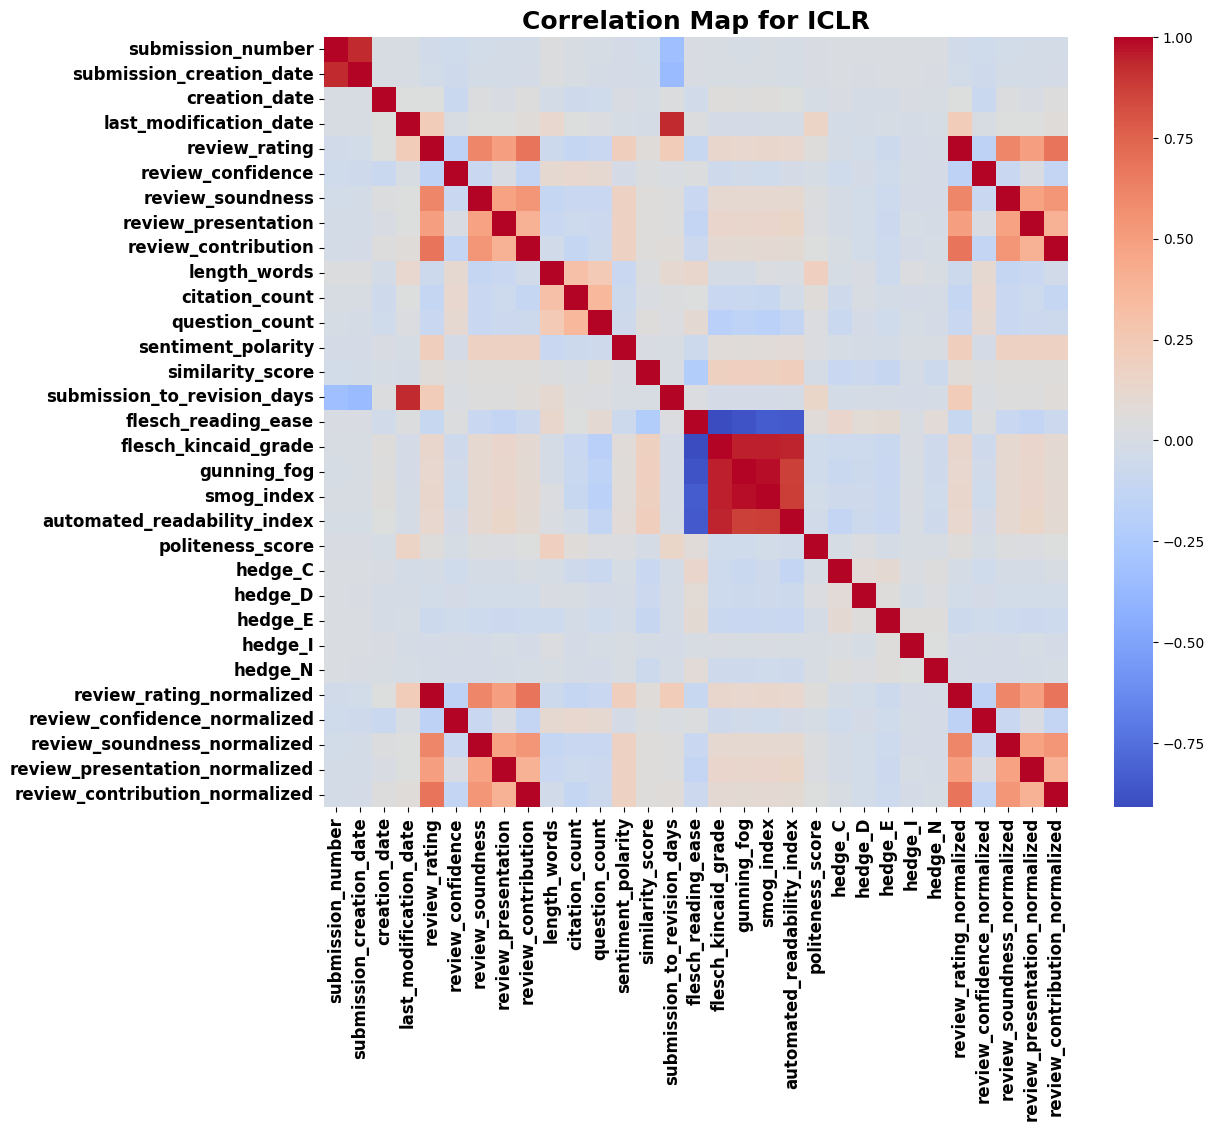 Correlation Map for ICLR
submission_number
submission_creation_date
creation_date
last_modification_date
review_rating
review_confidence
review_soundness
review_presentation
review_contribution
length_words
citation_count
question_count
sentiment_polarity
similarity_score
submission_to_revision_days
flesch_reading_ease
flesch_kincaid_grade
gunning_fog
smog_index
automated_readability_index
politeness_score
hedge_C
hedge_D
hedge_E
hedge_I
hedge_N
review_rating_normalized
review_confidence_normalized
review_soundness_normalized
review_presentation_normalized
review_contribution_normalized
submission_number
submission_creation_date
creation_date
last_modification_date
review_rating
review_confidence
review_soundness
review_presentation
review_contribution
length_words
citation_count
question_count
sentiment_polarity
similarity_score
submission_to_revision_days
flesch_reading_ease
flesch_kincaid_grade
gunning_fog
smog_index
automated_readability_index
politeness_score
hedge_C
hedge_D
hedge_E
hedge_I
hedge_N
review_rating_normalized
review_confidence_normalized
review_soundness_normalized
review_presentation_normalized
review_contribution_normalized
1.00
0.75
0.50
0.25
0.00
−0.25
−0.50
−0.75